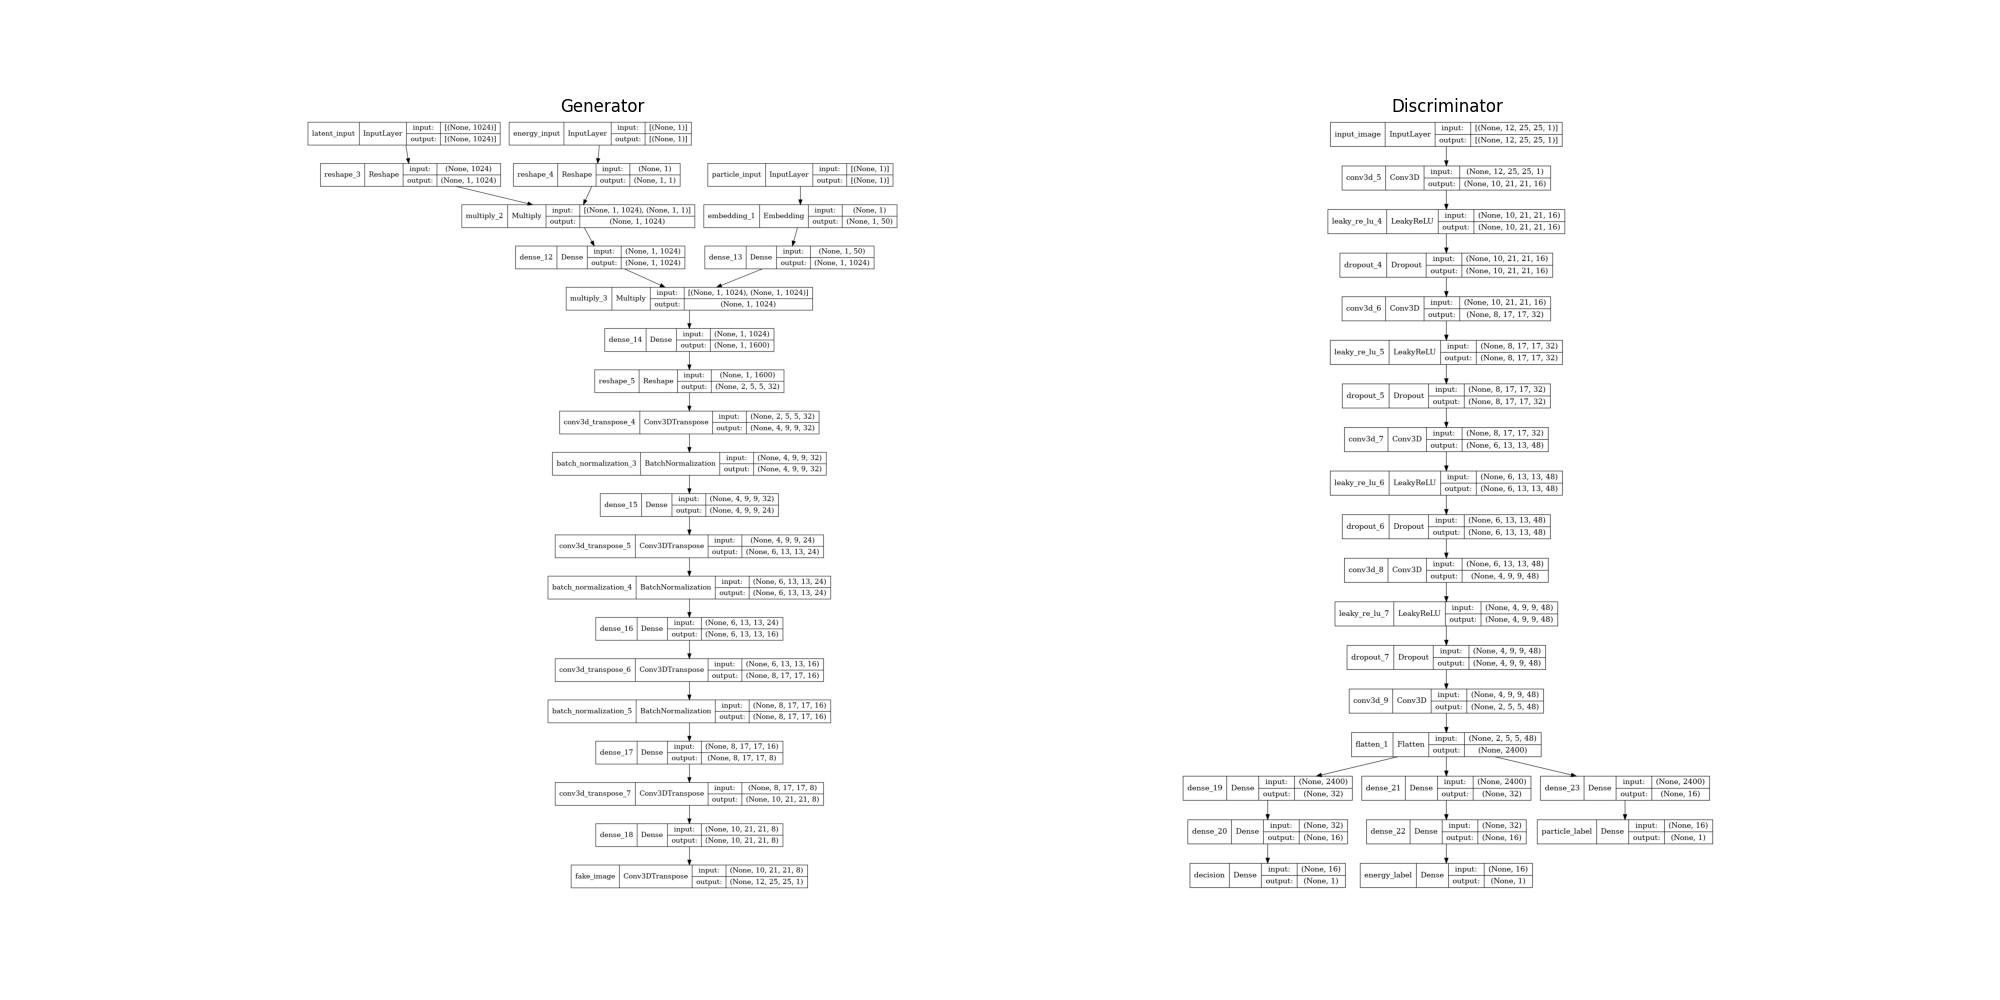 Generator
latent_input InputLayer input: [(None, 1024)]
output: [(None, 1024)]
energy_input InputLayer input: [(None, 1)]
output: [(None, 1)]
reshape_3 Reshape input: (None, 1024)
output: (None, 1, 1024)
reshape_4 Reshape input: (None, 1)
output: (None, 1, 1)
particle_input InputLayer input: [(None, 1)]
output: [(None, 1)]
multiply_2 Multiply input: [(None, 1, 1024), (None, 1, 1)]
output: (None, 1, 1024)
embedding_1 Embedding input: (None, 1)
output: (None, 1, 50)
dense_12 Dense input: (None, 1, 1024)
output: (None, 1, 1024)
dense_13 Dense input: (None, 1, 50)
output: (None, 1, 1024)
multiply_3 Multiply input: [(None, 1, 1024), (None, 1, 1024)]
output: (None, 1, 1024)
dense_14 Dense input: (None, 1, 1024)
output: (None, 1, 1600)
reshape_5 Reshape input: (None, 1, 1600)
output: (None, 2, 5, 5, 32)
conv3d_transpose_4 Conv3DTranspose input: (None, 2, 5, 5, 32)
output: (None, 4, 9, 9, 32)
batch_normalization_3 BatchNormalization input: (None, 4, 9, 9, 32)
output: (None, 4, 9, 9, 32)
dense_15 Dense input: (None, 4, 9, 9, 32)
output: (None, 4, 9, 9, 24)
conv3d_transpose_5 Conv3DTranspose input: (None, 4, 9, 9, 24)
output: (None, 6, 13, 13, 24)
batch_normalization_4 BatchNormalization input: (None, 6, 13, 13, 24)
output: (None, 6, 13, 13, 24)
dense_16 Dense input: (None, 6, 13, 13, 24)
output: (None, 6, 13, 13, 16)
conv3d_transpose_6 Conv3DTranspose input: (None, 6, 13, 13, 16)
output: (None, 8, 17, 17, 16)
batch_normalization_5 BatchNormalization input: (None, 8, 17, 17, 16)
output: (None, 8, 17, 17, 16)
dense_17 Dense input: (None, 8, 17, 17, 16)
output: (None, 8, 17, 17, 8)
conv3d_transpose_7 Conv3DTranspose input: (None, 8, 17, 17, 8)
output: (None, 10, 21, 21, 8)
dense_18 Dense input: (None, 10, 21, 21, 8)
output: (None, 10, 21, 21, 8)
fake_image Conv3DTranspose input: (None, 10, 21, 21, 8)
output: (None, 12, 25, 25, 1)
Discriminator
input_image InputLayer input: [(None, 12, 25, 25, 1)]
output: [(None, 12, 25, 25, 1)]
conv3d_5 Conv3D input: (None, 12, 25, 25, 1)
output: (None, 10, 21, 21, 16)
leaky_re_lu_4 LeakyReLU input: (None, 10, 21, 21, 16)
output: (None, 10, 21, 21, 16)
dropout_4 Dropout input: (None, 10, 21, 21, 16)
output: (None, 10, 21, 21, 16)
conv3d_6 Conv3D input: (None, 10, 21, 21, 16)
output: (None, 8, 17, 17, 32)
leaky_re_lu_5 LeakyReLU input: (None, 8, 17, 17, 32)
output: (None, 8, 17, 17, 32)
dropout_5 Dropout input: (None, 8, 17, 17, 32)
output: (None, 8, 17, 17, 32)
conv3d_7 Conv3D input: (None, 8, 17, 17, 32)
output: (None, 6, 13, 13, 48)
leaky_re_lu_6 LeakyReLU input: (None, 6, 13, 13, 48)
output: (None, 6, 13, 13, 48)
dropout_6 Dropout input: (None, 6, 13, 13, 48)
output: (None, 6, 13, 13, 48)
conv3d_8 Conv3D input: (None, 6, 13, 13, 48)
output: (None, 4, 9, 9, 48)
leaky_re_lu_7 LeakyReLU input: (None, 4, 9, 9, 48)
output: (None, 4, 9, 9, 48)
dropout_7 Dropout input: (None, 4, 9, 9, 48)
output: (None, 4, 9, 9, 48)
conv3d_9 Conv3D input: (None, 4, 9, 9, 48)
output: (None, 2, 5, 5, 48)
flatten_1 Flatten input: (None, 2, 5, 5, 48)
output: (None, 2400)
dense_19 Dense input: (None, 2400)
output: (None, 32)
dense_21 Dense input: (None, 2400)
output: (None, 32)
dense_23 Dense input: (None, 2400)
output: (None, 16)
dense_20 Dense input: (None, 32)
output: (None, 16)
dense_22 Dense input: (None, 32)
output: (None, 16)
particle_label Dense input: (None, 16)
output: (None, 1)
decision Dense input: (None, 16)
output: (None, 1)
energy_label Dense input: (None, 16)
output: (None, 1)